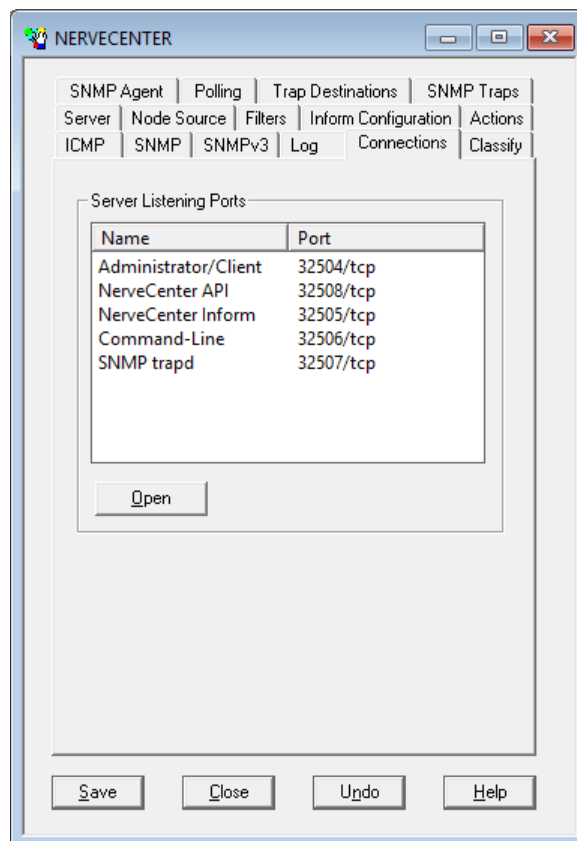 NERVECENTER
SNMP Agent Polling Trap Destinations SNMP Traps
Server Node Source Filters Inform Configuration Actions
ICMP SNMP SNMPv3 Log Connections Classify
Server Listening Ports
Name Port
Administrator/Client 32504/tcp
NerveCenter API 32508/tcp
NerveCenter Inform 32505/tcp
Command-Line 32506/tcp
SNMP trapd 32507/tcp
Open
Save Close Undo Help